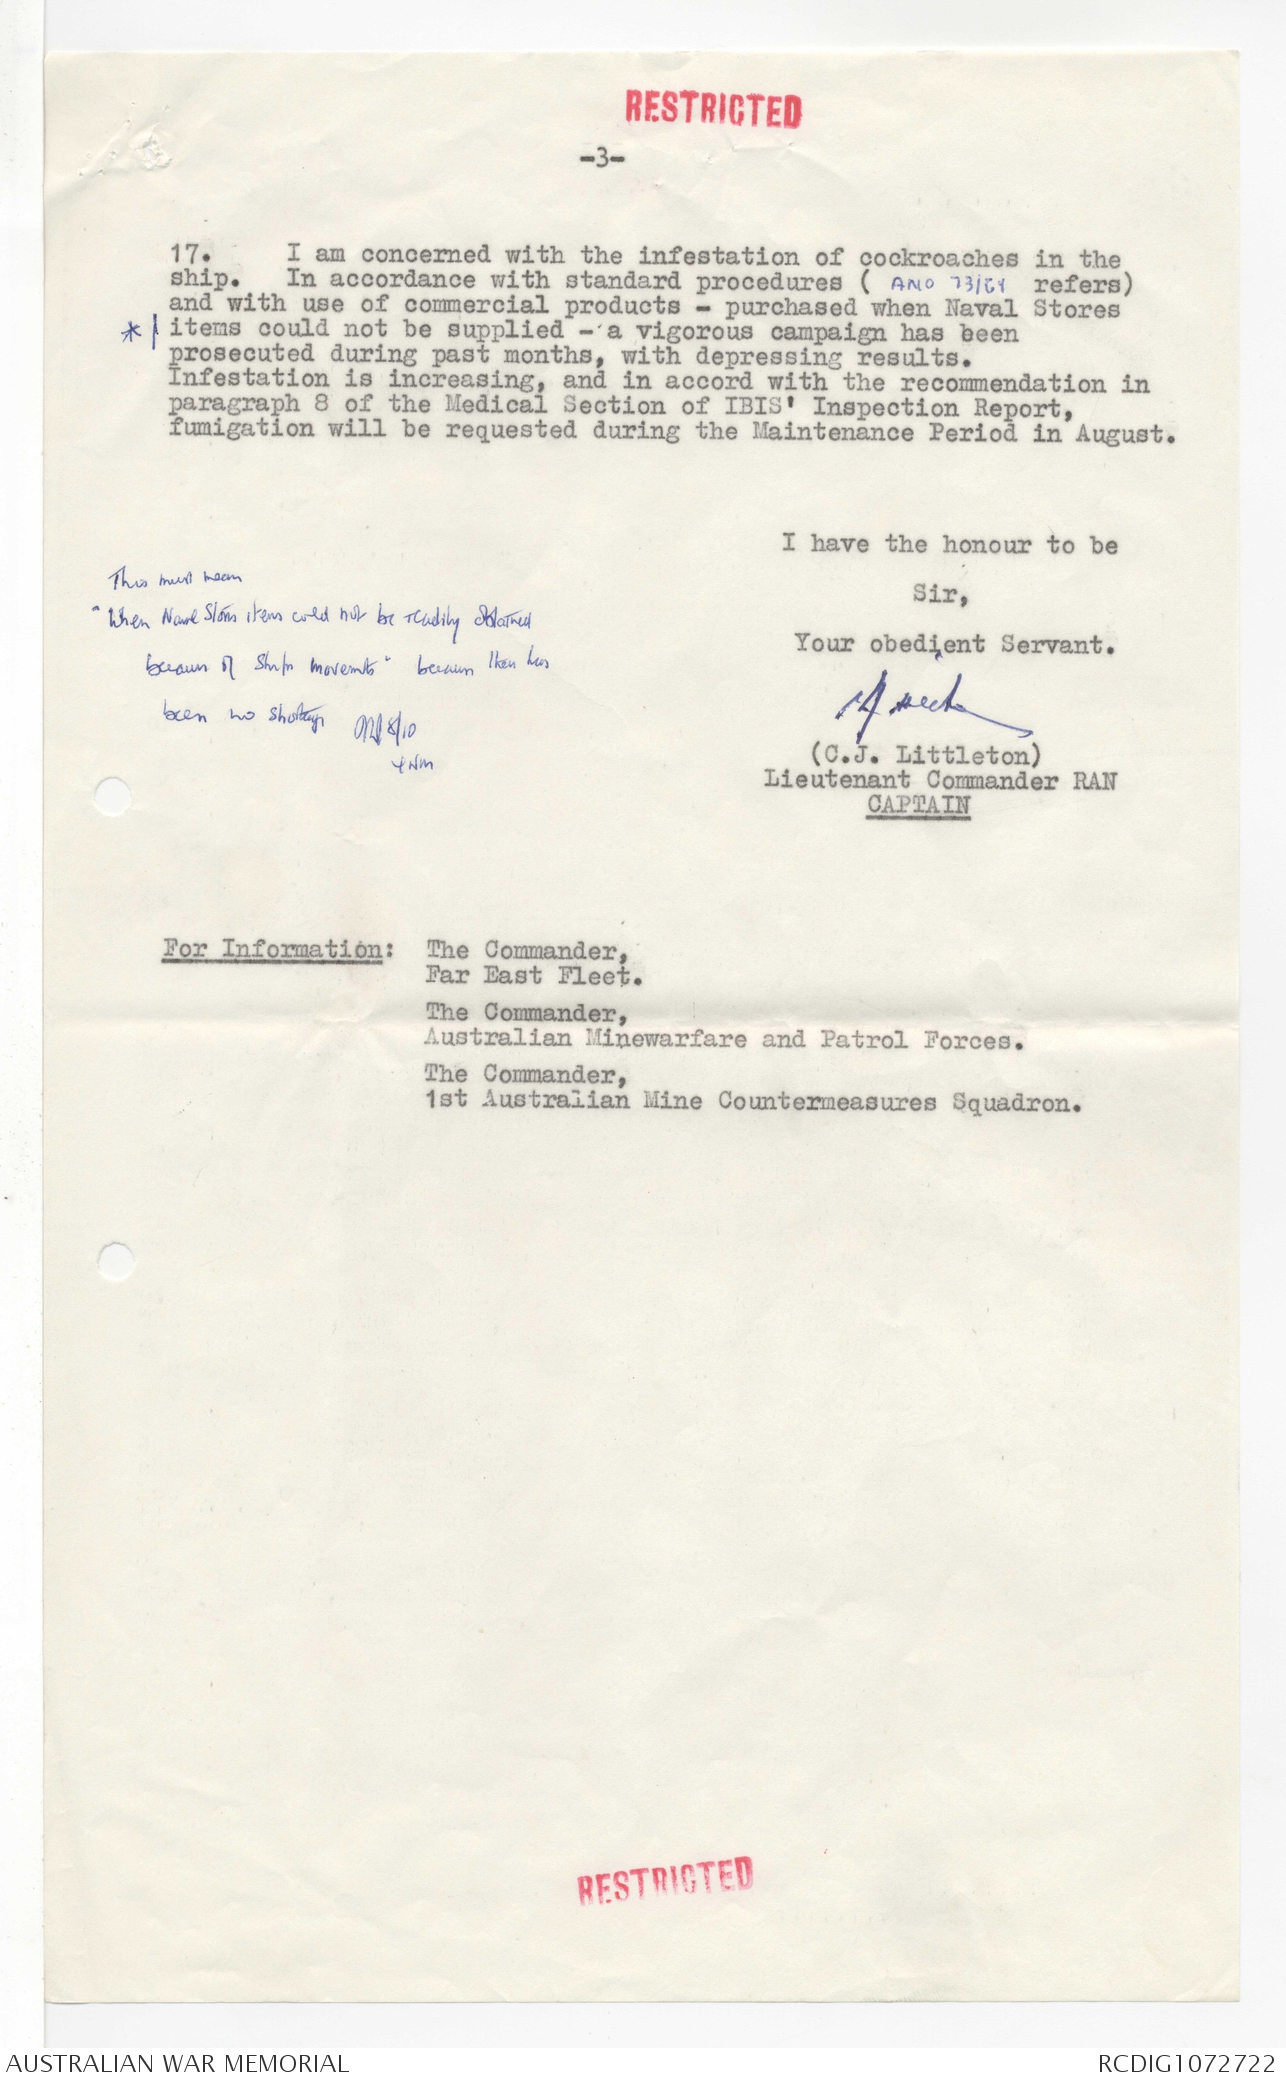 RESTRICTED
-3-
17. I am concerned with the infestation of cockroaches in the
ship. In accordance with standard procedures ( ANO 73/64 refers)
and with use of commercial products - purchased when Naval Stores
* items could not be supplied - a vigorous campaign has been
prosecuted during past months, with depressing results.
Infestation is increasing, and in accord with the recommendation in
paragraph 8 of the Medical Section of IBIS' Inspection Report,
fumigation will be requested during the Maintenance Period in August.
I have the honour to be
Sir,
Your obedient Servant.
This must mean
"When Naval Stores items could not be readily obtained
because of ships movements" because there has
been no shortage 8/10
(C.J. Littleton)
Lieutenant Commander RAN
CAPTAIN
For Information: The Commander,
Far East Fleet.
The Commander,
Australian Minewarfare and Patrol Forces.
The Commander,
1st Australian Mine Countermeasures Squadron.
RESTRICTED
AUSTRALIAN WAR MEMORIAL
RCDIG1072722